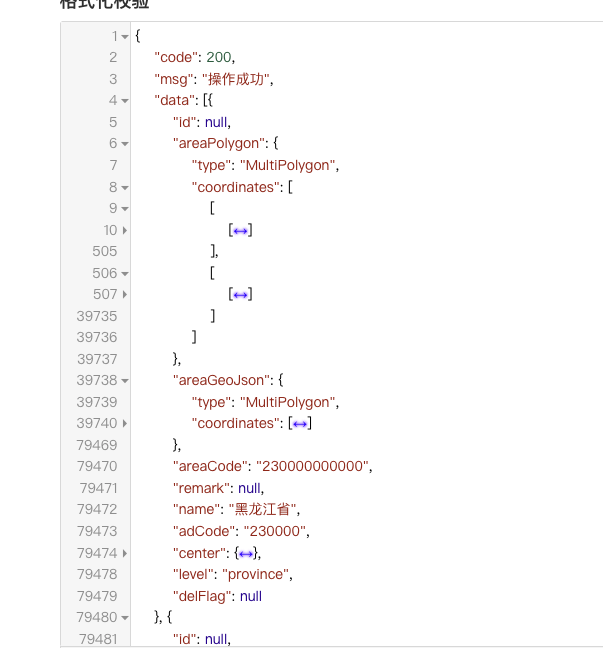 格式化校验
1 {
2 "code": 200,
3 "msg": "操作成功",
4 "data": [{
5 "id": null,
6 "areaPolygon": {
7 "type": "MultiPolygon",
8 "coordinates": [
9 [
10 [↔]
505 ],
506 [
507 [↔]
39735 ]
39736 ]
39737 },
39738 "areaGeoJson": {
39739 "type": "MultiPolygon",
39740 "coordinates": [↔]
79469 },
79470 "areaCode": "230000000000",
79471 "remark": null,
79472 "name": "黑龙江省",
79473 "adCode": "230000",
79474 "center": {↔},
79478 "level": "province",
79479 "delFlag": null
79480 }, {
79481 "id": null,